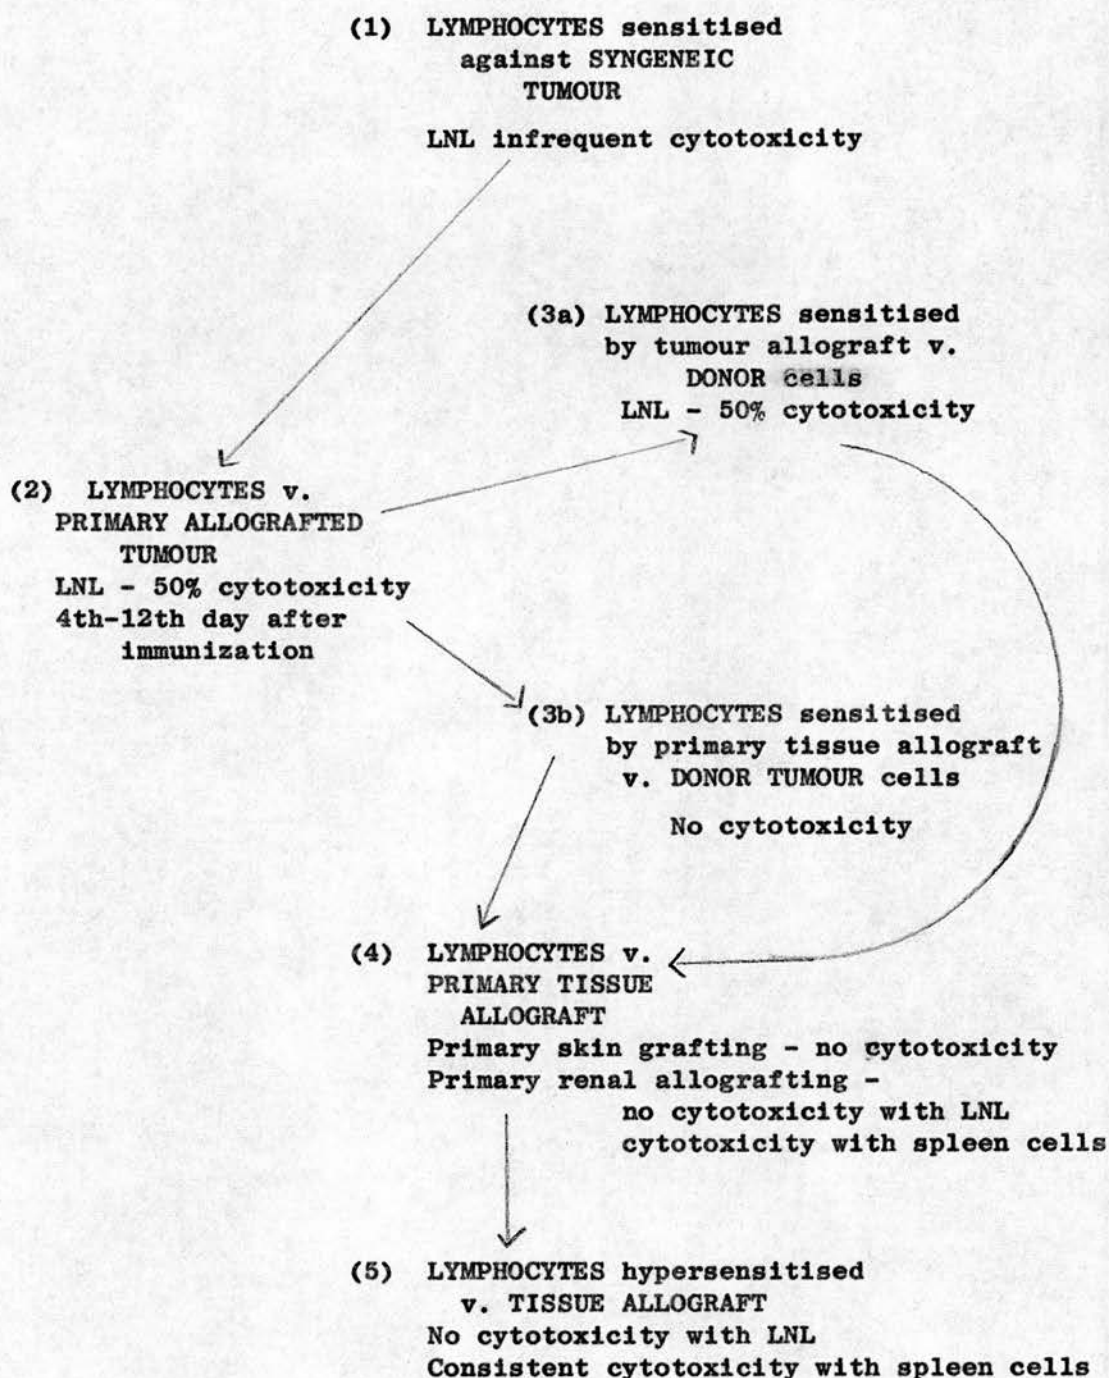 (1) LYMPHOCYTES sensitised
against SYNGENEIC
TUMOUR
LNL infrequent cytotoxicity
(3a) LYMPHOCYTES sensitised
by tumour allograft v.
DONOR cells
LNL - 50% cytotoxicity
(2) LYMPHOCYTES v.
PRIMARY ALLOGRAFTED
TUMOUR
LNL - 50% cytotoxicity
4th-12th day after
immunization
(3b) LYMPHOCYTES sensitised
by primary tissue allograft
v. DONOR TUMOUR cells
No cytotoxicity
(4) LYMPHOCYTES v.
PRIMARY TISSUE
ALLOGRAFT
Primary skin grafting - no cytotoxicity
Primary renal allografting -
no cytotoxicity with LNL
cytotoxicity with spleen cells
(5) LYMPHOCYTES hypersensitised
v. TISSUE ALLOGRAFT
No cytotoxicity with LNL
Consistent cytotoxicity with spleen cells